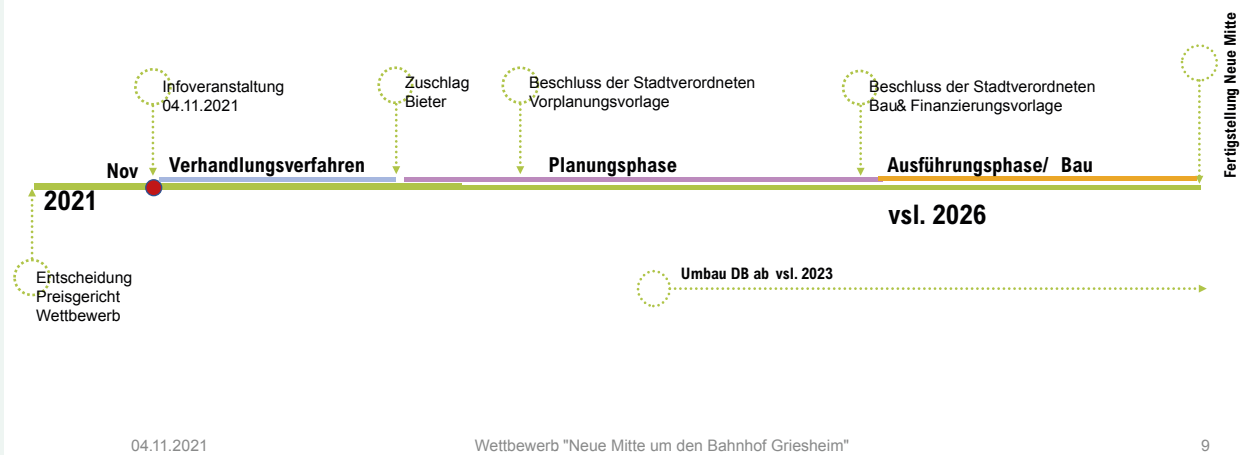 Fertigstellung Neue Mitte
Infoveranstaltung
04.11.2021
Zuschlag
Bieter
Beschluss der Stadtverordneten
Vorplanungsvorlage
Beschluss der Stadtverordneten
Bau& Finanzierungsvorlage
Nov
Verhandlungsverfahren
Planungsphase
Ausführungsphase/ Bau
2021
vsl. 2026
Entscheidung
Preisgericht
Wettbewerb
Umbau DB ab vsl. 2023
04.11.2021
Wettbewerb "Neue Mitte um den Bahnhof Griesheim"
9